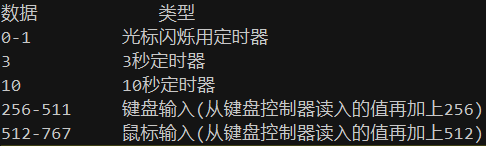 数据 类型
0-1 光标闪烁用定时器
3 3秒定时器
10 10秒定时器
256-511 键盘输入(从键盘控制器读入的值再加上256)
512-767 鼠标输入(从键盘控制器读入的值再加上512)